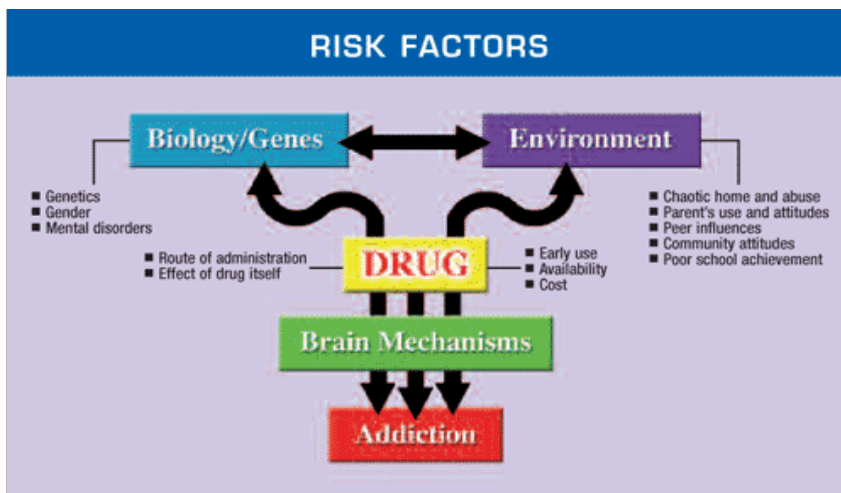 RISK FACTORS
Biology/Genes
Environment
■ Genetics
■ Gender
■ Mental disorders
■ Chaotic home and abuse
■ Parent's use and attitudes
■ Peer influences
■ Community attitudes
■ Poor school achievement
■ Route of administration
■ Effect of drug itself
DRUG
■ Early use
■ Availability
■ Cost
Brain Mechanisms
Addiction